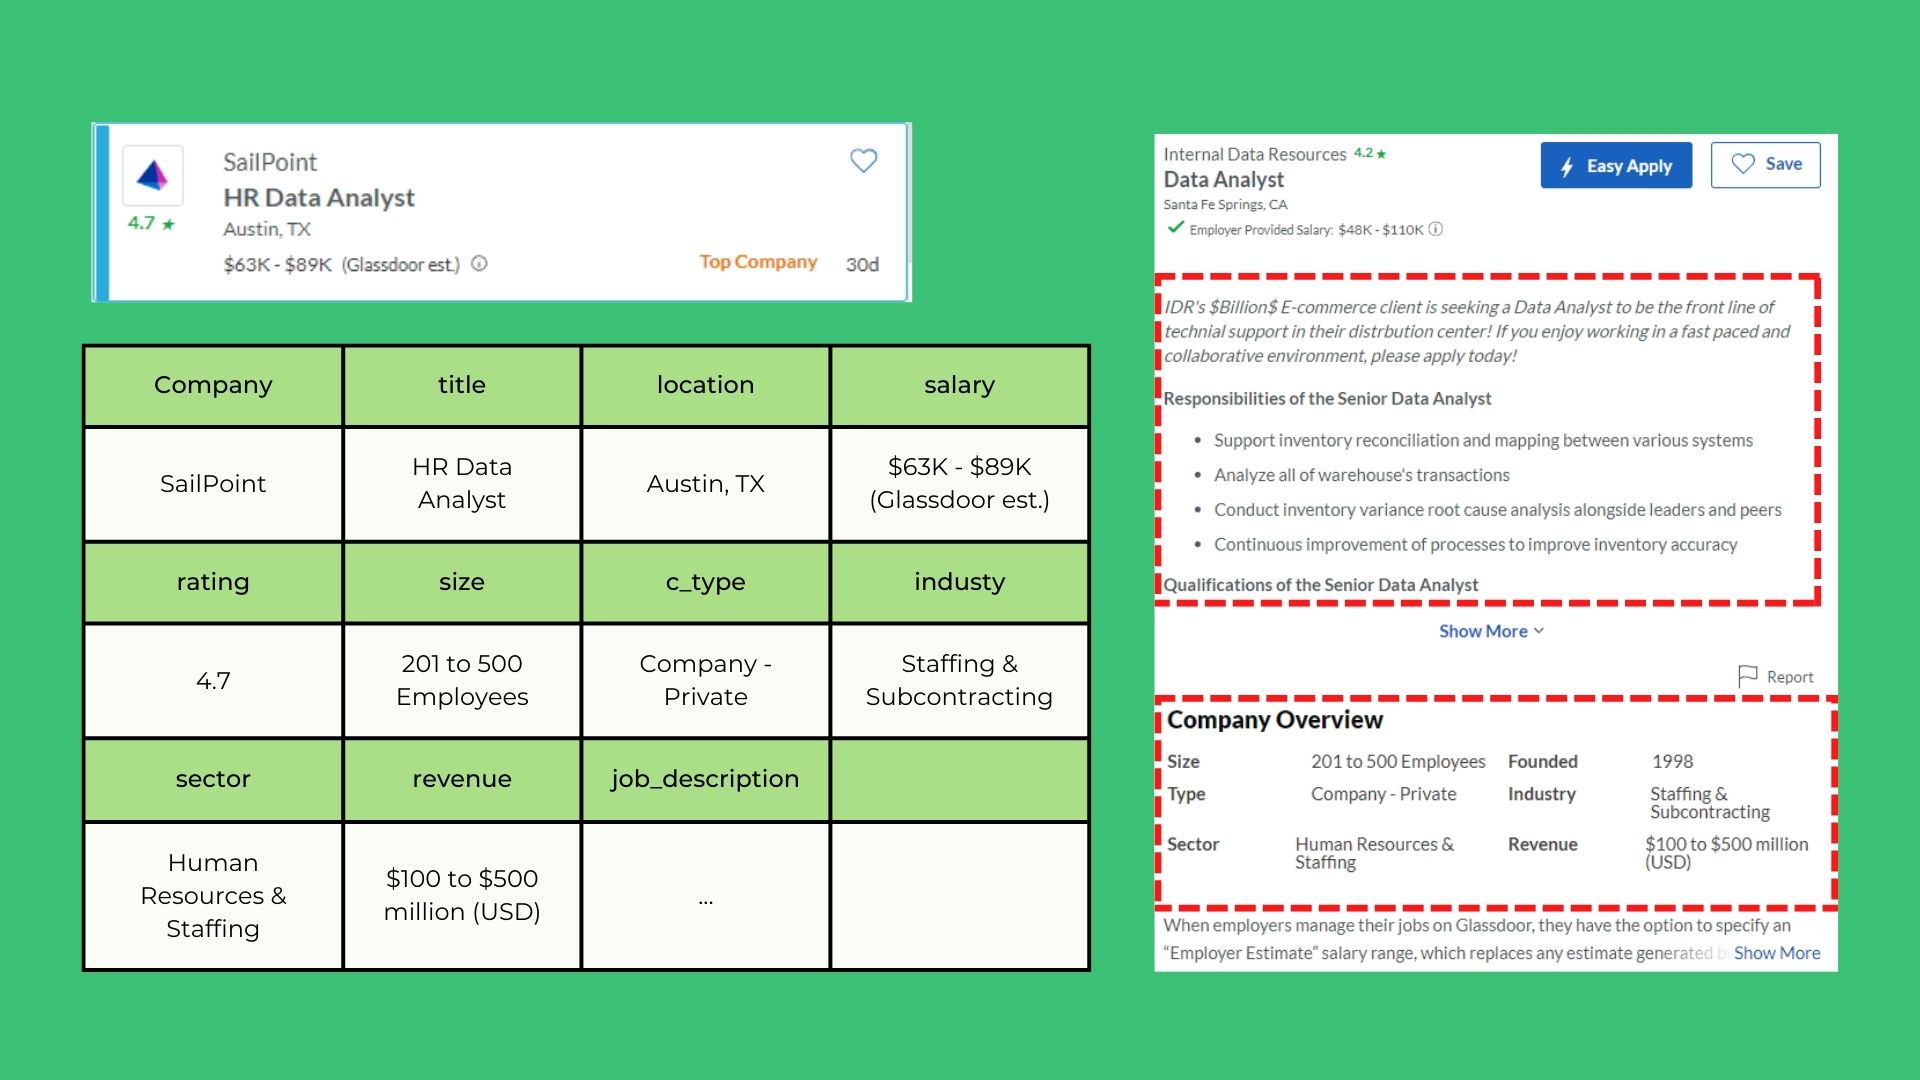 SailPoint
HR Data Analyst
4.7 ★
Austin, TX
$63K - $89K (Glassdoor est.)
Top Company
30d
Company
title
location
salary
SailPoint
HR Data
Analyst
Austin, TX
$63K - $89K
(Glassdoor est.)
rating
size
c_type
industy
4.7
201 to 500
Employees
Company -
Private
Staffing &
Subcontracting
sector
revenue
job_description
Human
Resources &
Staffing
$100 to $500
million (USD)
...
Internal Data Resources 4.2 ★
Data Analyst
Santa Fe Springs, CA
Employer Provided Salary: $48K - $110K
Easy Apply
Save
IDR's $Billion$ E-commerce client is seeking a Data Analyst to be the front line of
technial support in their distrbution center! If you enjoy working in a fast paced and
collaborative environment, please apply today!
Responsibilities of the Senior Data Analyst
• Support inventory reconciliation and mapping between various systems
• Analyze all of warehouse's transactions
• Conduct inventory variance root cause analysis alongside leaders and peers
• Continuous improvement of processes to improve inventory accuracy
Qualifications of the Senior Data Analyst
Show More
Report
Company Overview
Size
201 to 500 Employees
Founded
1998
Type
Company - Private
Industry
Staffing &
Subcontracting
Sector
Human Resources &
Staffing
Revenue
$100 to $500 million
(USD)
When employers manage their jobs on Glassdoor, they have the option to specify an
“Employer Estimate” salary range, which replaces any estimate generated b
Show More